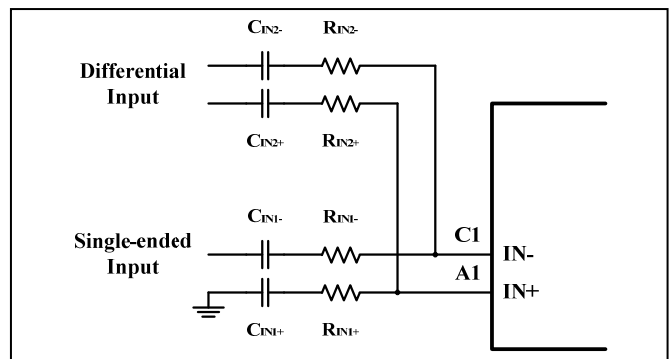 CIN2- RIN2-
Differential
Input
CIN2+ RIN2+
CIN1- RIN1-
Single-ended
Input
C1
IN-
A1
IN+
CIN1+ RIN1+